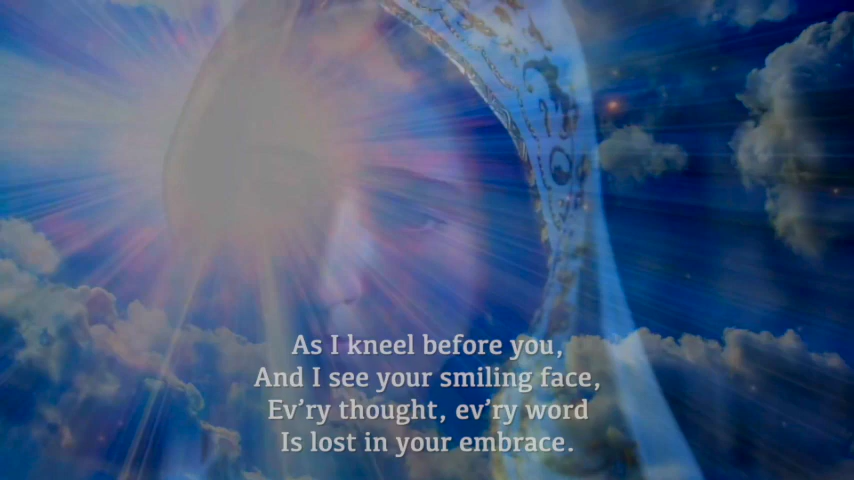 As I kneel before you,
And I see your smiling face,
Ev’ry thought, ev’ry word
Is lost in your embrace.